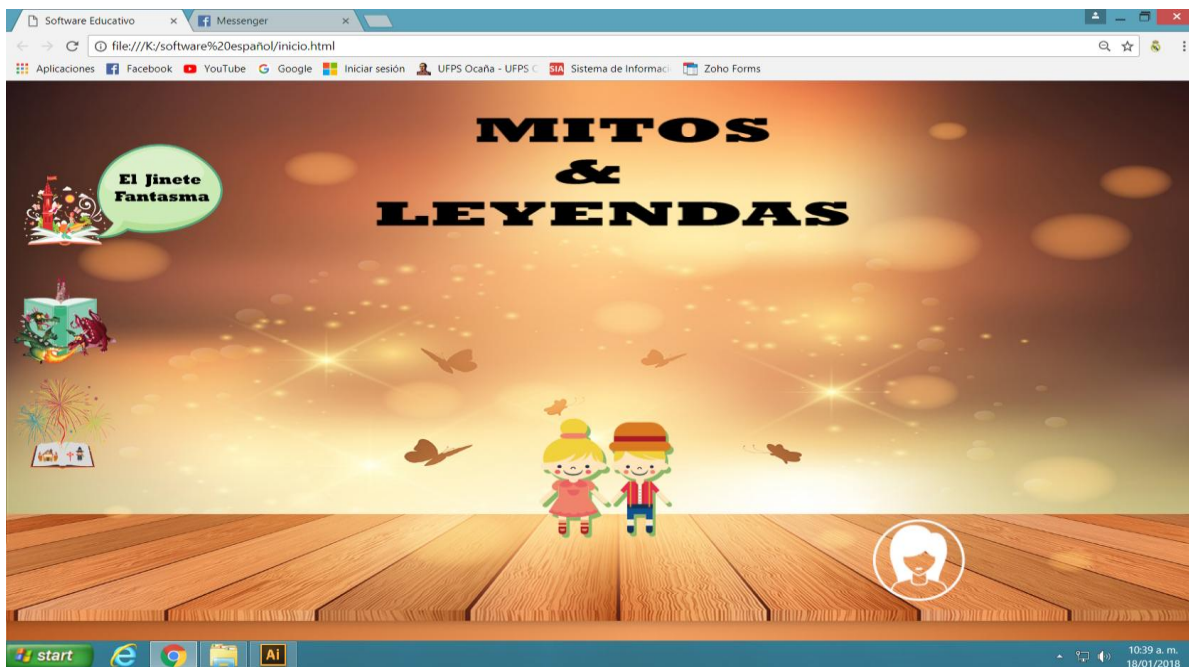 Software Educativo
Messenger
file:///K:/software%20español/inicio.html
Aplicaciones Facebook YouTube Google Iniciar sesión UFPS Ocaña - UFPS C SIA Sistema de Informaci Zoho Forms
MITOS
&
LEYENDAS
El Jinete
Fantasma
start
Ai
10:39 a. m.
18/01/2018